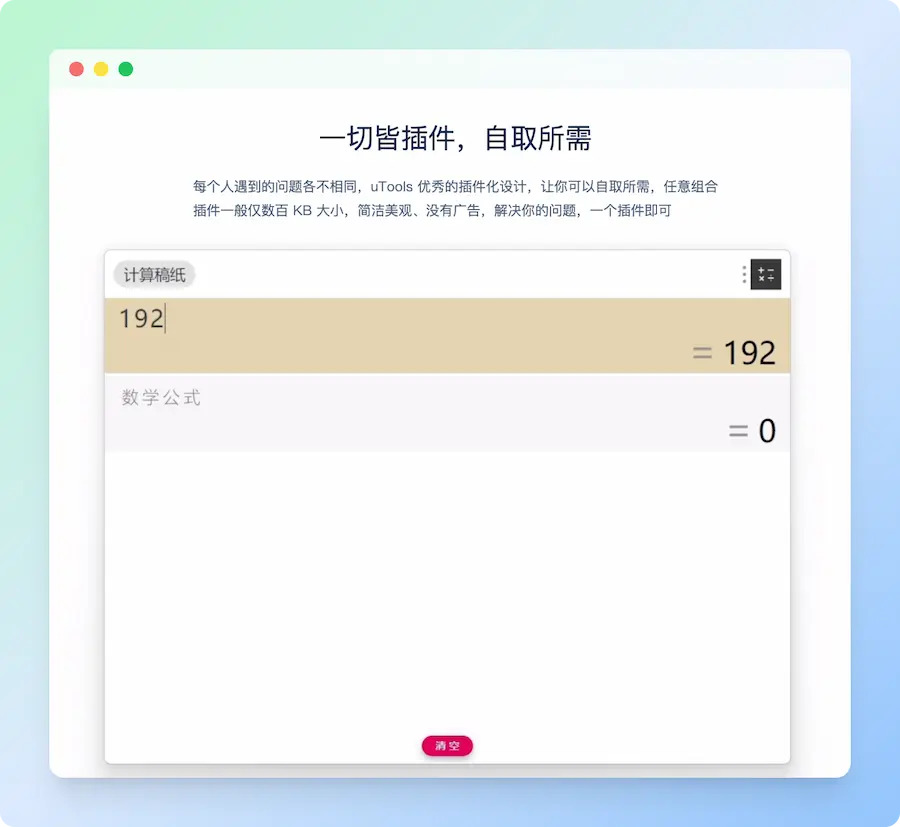 一切皆插件，自取所需
每个人遇到的问题各不相同，uTools 优秀的插件化设计，让你可以自取所需，任意组合
插件一般仅数百 KB 大小，简洁美观、没有广告，解决你的问题，一个插件即可
计算稿纸
192
= 192
数学公式
= 0
清空